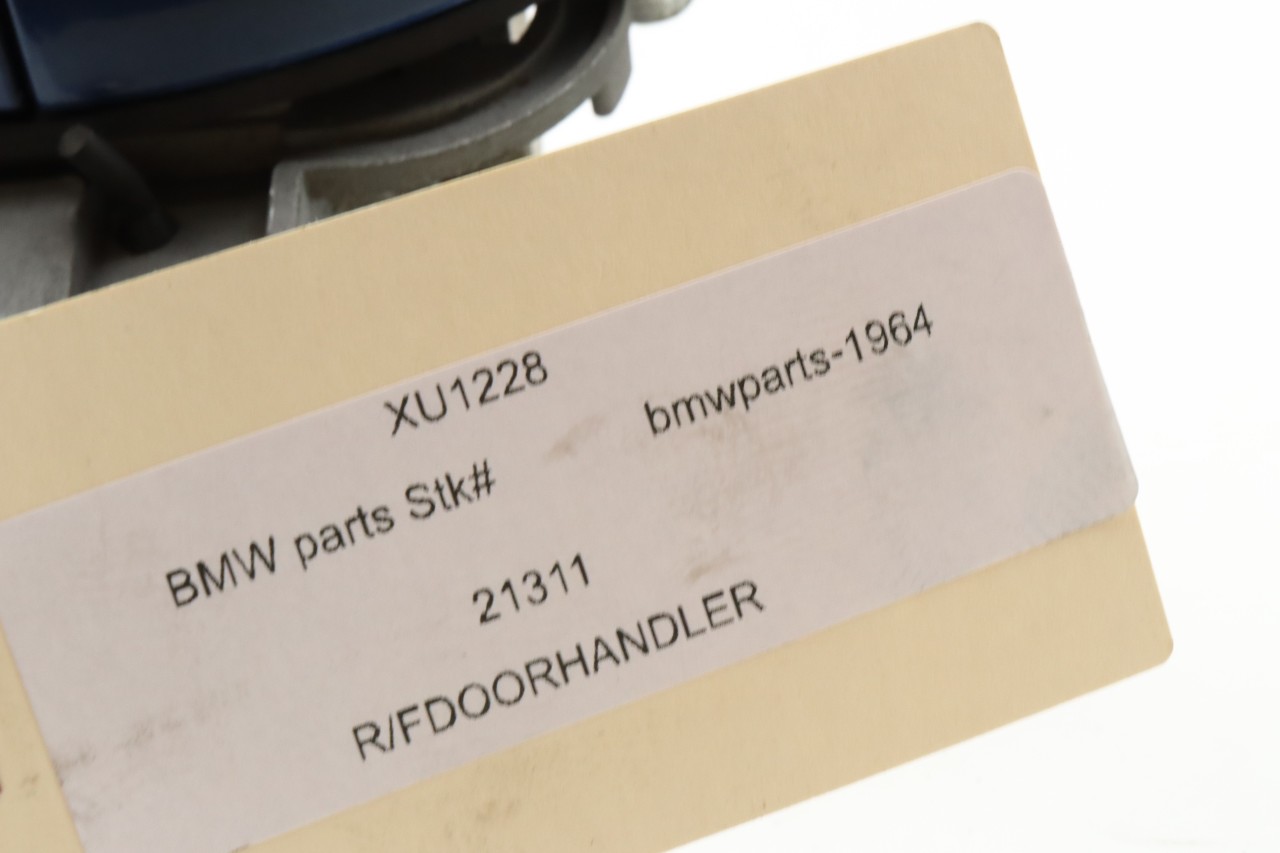 XU1228
bmwparts-1964
BMW parts Stk#
21311
R/FDOORHANDLER